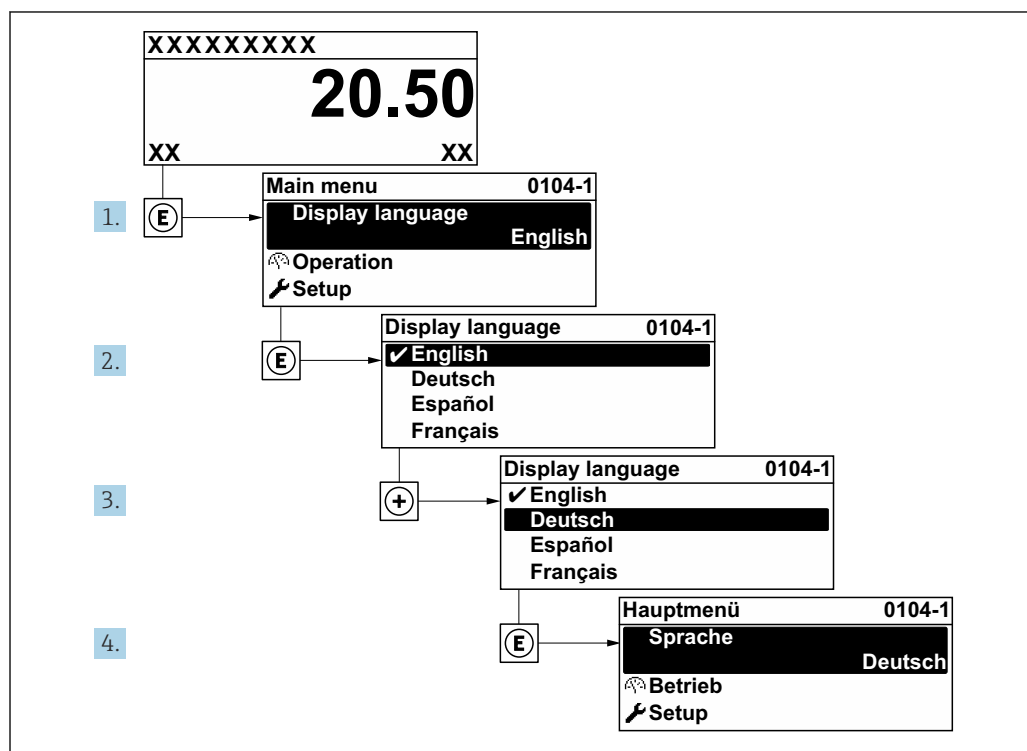 XXXXXXXXX
20.50
XX XX
1.
E
Main menu 0104-1
Display language
English
Operation
Setup
2.
E
Display language 0104-1
✔ English
Deutsch
Español
Français
3.
+
Display language 0104-1
✔ English
Deutsch
Español
Français
4.
E
Hauptmenü 0104-1
Sprache
Deutsch
Betrieb
Setup